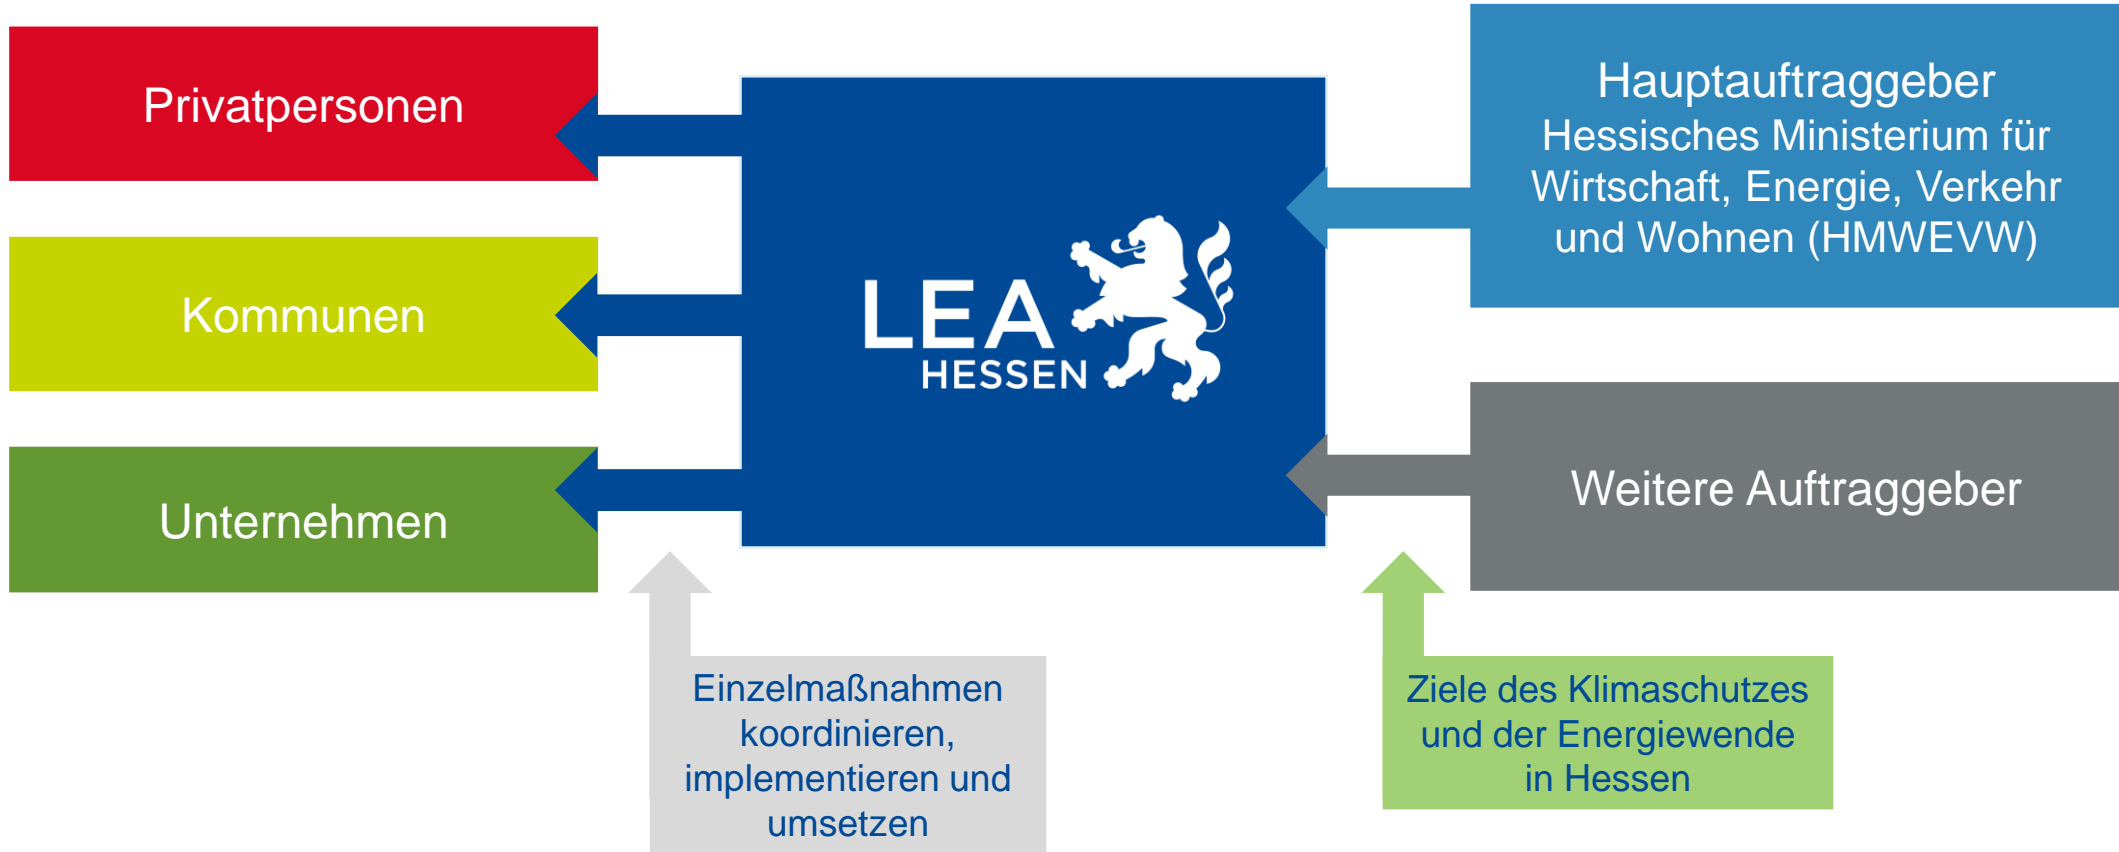 Privatpersonen
Kommunen
Unternehmen
LEA
HESSEN
Hauptauftraggeber
Hessisches Ministerium für
Wirtschaft, Energie, Verkehr
und Wohnen (HMWEVW)
Weitere Auftraggeber
Einzelmaßnahmen
koordinieren,
implementieren und
umsetzen
Ziele des Klimaschutzes
und der Energiewende
in Hessen